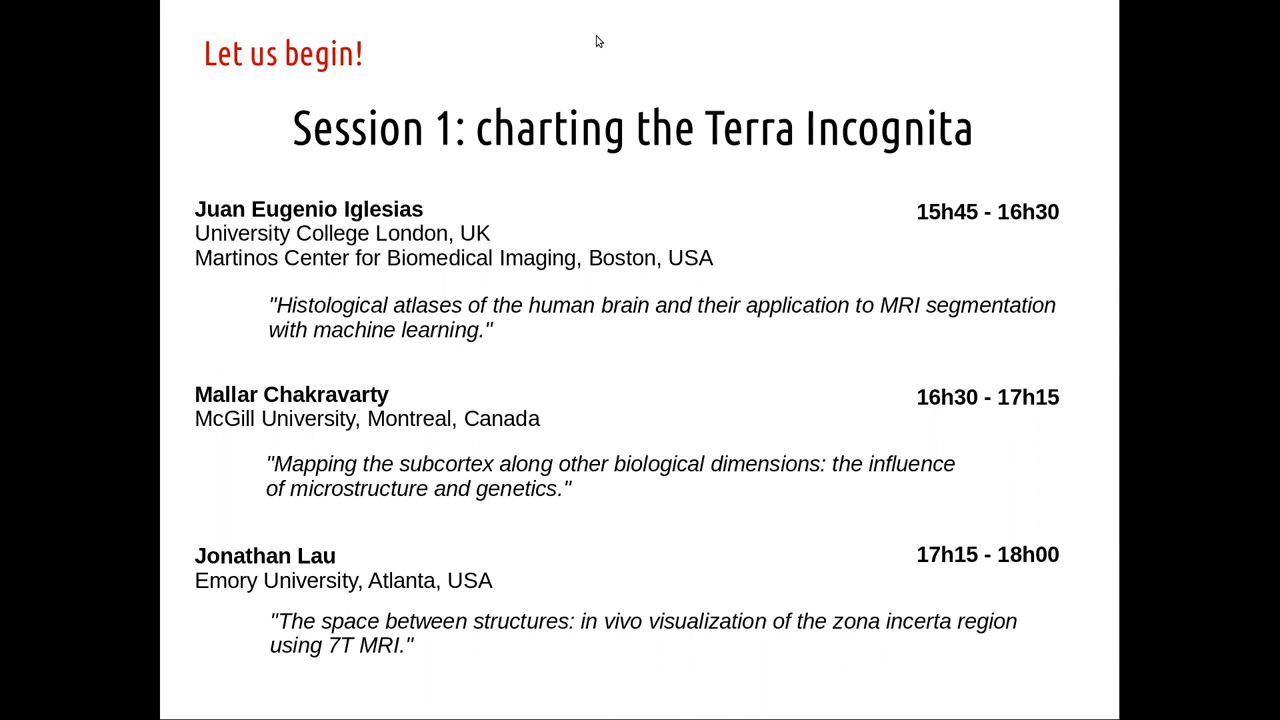 Let us begin!
Session 1: charting the Terra Incognita
Juan Eugenio Iglesias
15h45 - 16h30
University College London, UK
Martinos Center for Biomedical Imaging, Boston, USA
"Histological atlases of the human brain and their application to MRI segmentation
with machine learning."
Mallar Chakravarty
16h30 - 17h15
McGill University, Montreal, Canada
"Mapping the subcortex along other biological dimensions: the influence
of microstructure and genetics."
Jonathan Lau
17h15 - 18h00
Emory University, Atlanta, USA
"The space between structures: in vivo visualization of the zona incerta region
using 7T MRI."